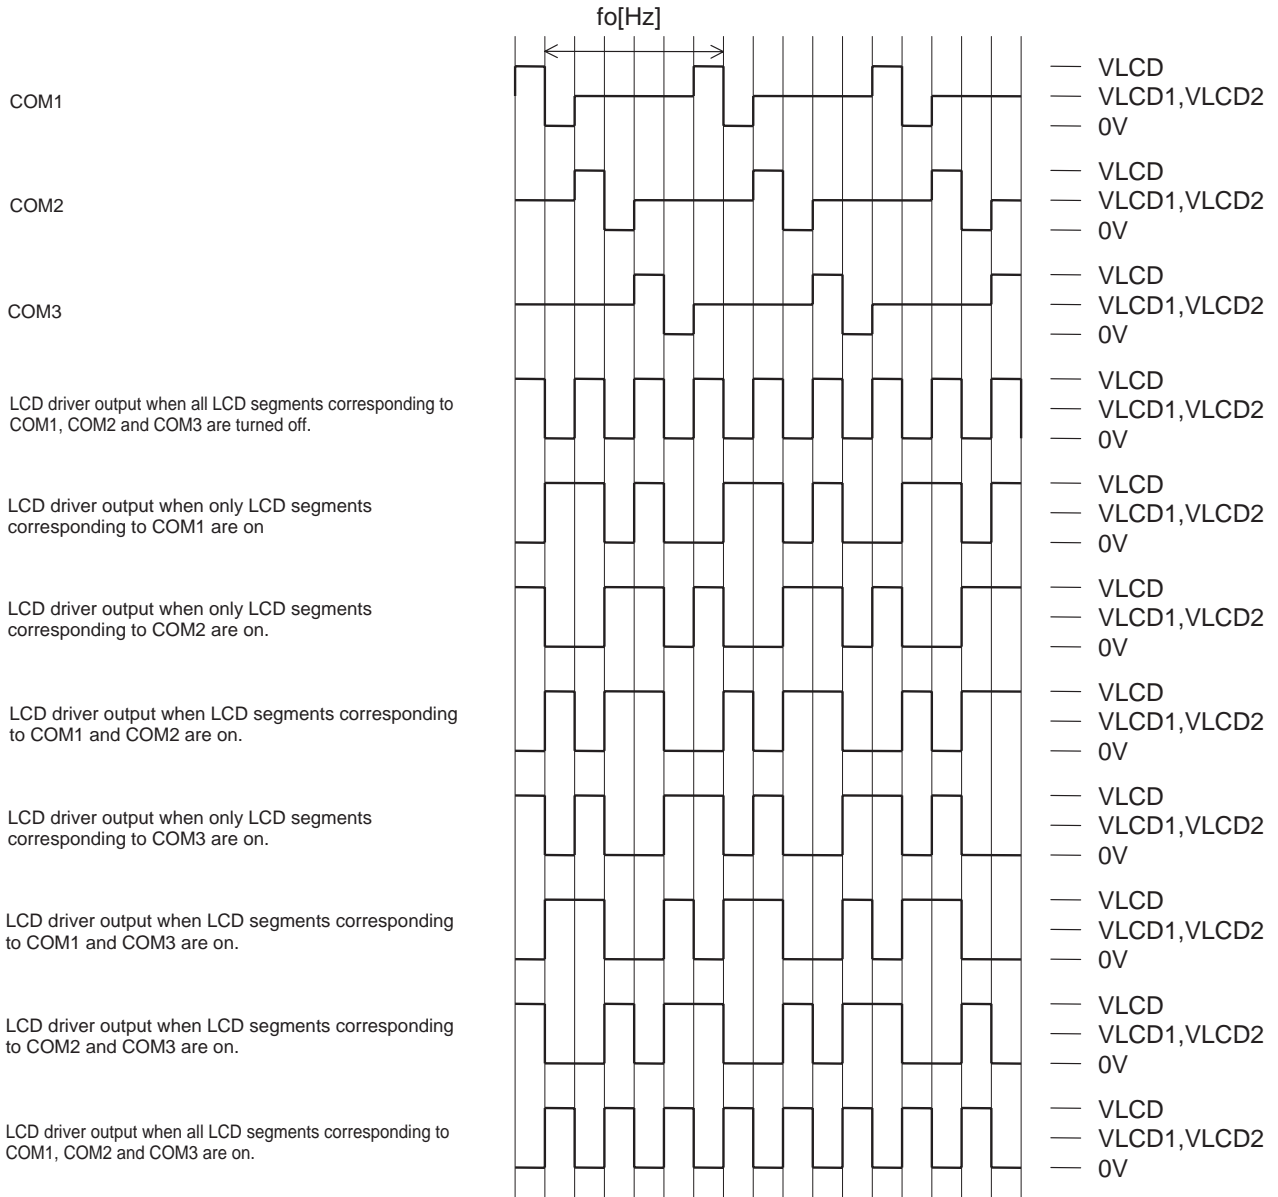 fo[Hz]
COM1
VLCD
VLCD1,VLCD2
0V
COM2
VLCD
VLCD1,VLCD2
0V
COM3
VLCD
VLCD1,VLCD2
0V
LCD driver output when all LCD segments corresponding to
COM1, COM2 and COM3 are turned off.
VLCD
VLCD1,VLCD2
0V
LCD driver output when only LCD segments
corresponding to COM1 are on
VLCD
VLCD1,VLCD2
0V
LCD driver output when only LCD segments
corresponding to COM2 are on.
VLCD
VLCD1,VLCD2
0V
LCD driver output when LCD segments corresponding
to COM1 and COM2 are on.
VLCD
VLCD1,VLCD2
0V
LCD driver output when only LCD segments
corresponding to COM3 are on.
VLCD
VLCD1,VLCD2
0V
LCD driver output when LCD segments corresponding
to COM1 and COM3 are on.
VLCD
VLCD1,VLCD2
0V
LCD driver output when LCD segments corresponding
to COM2 and COM3 are on.
VLCD
VLCD1,VLCD2
0V
LCD driver output when all LCD segments corresponding to
COM1, COM2 and COM3 are on.
VLCD
VLCD1,VLCD2
0V